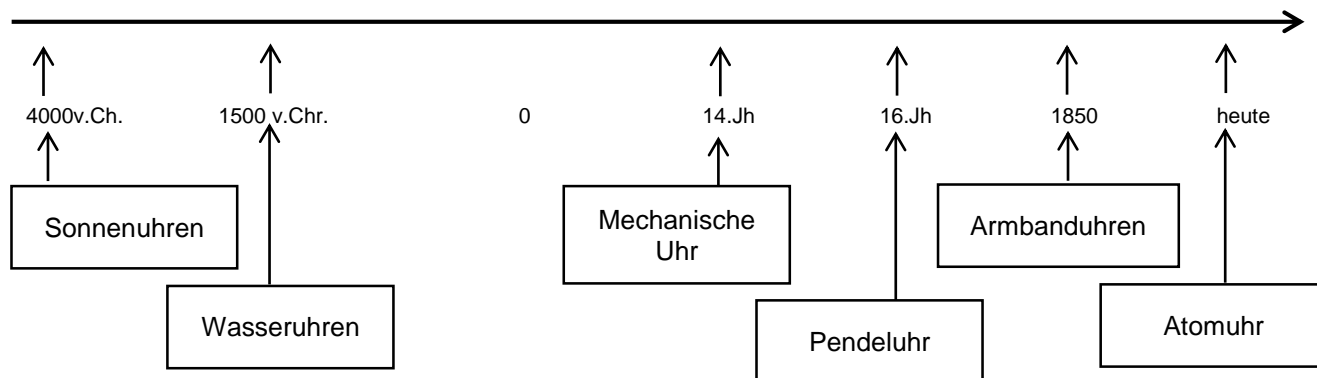 4000v.Ch. 1500 v.Chr. 0 14.Jh 16.Jh 1850 heute
Sonnenuhren
Wasseruhren
Mechanische
Uhr
Pendeluhr
Armbanduhren
Atomuhr